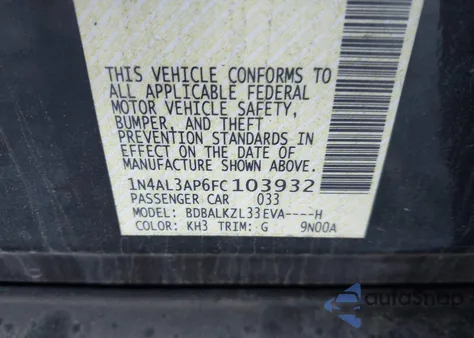 THIS VEHICLE CONFORMS TO
ALL APPLICABLE FEDERAL
MOTOR VEHICLE SAFETY,
BUMPER, AND THEFT
PREVENTION STANDARDS IN
EFFECT ON THE DATE OF
MANUFACTURE SHOWN ABOVE.
1N4AL3AP6FC103932
PASSENGER CAR 033
MODEL: BDBALKZL33EVA----H
COLOR: KH3 TRIM: G 9N00A
autoSnap